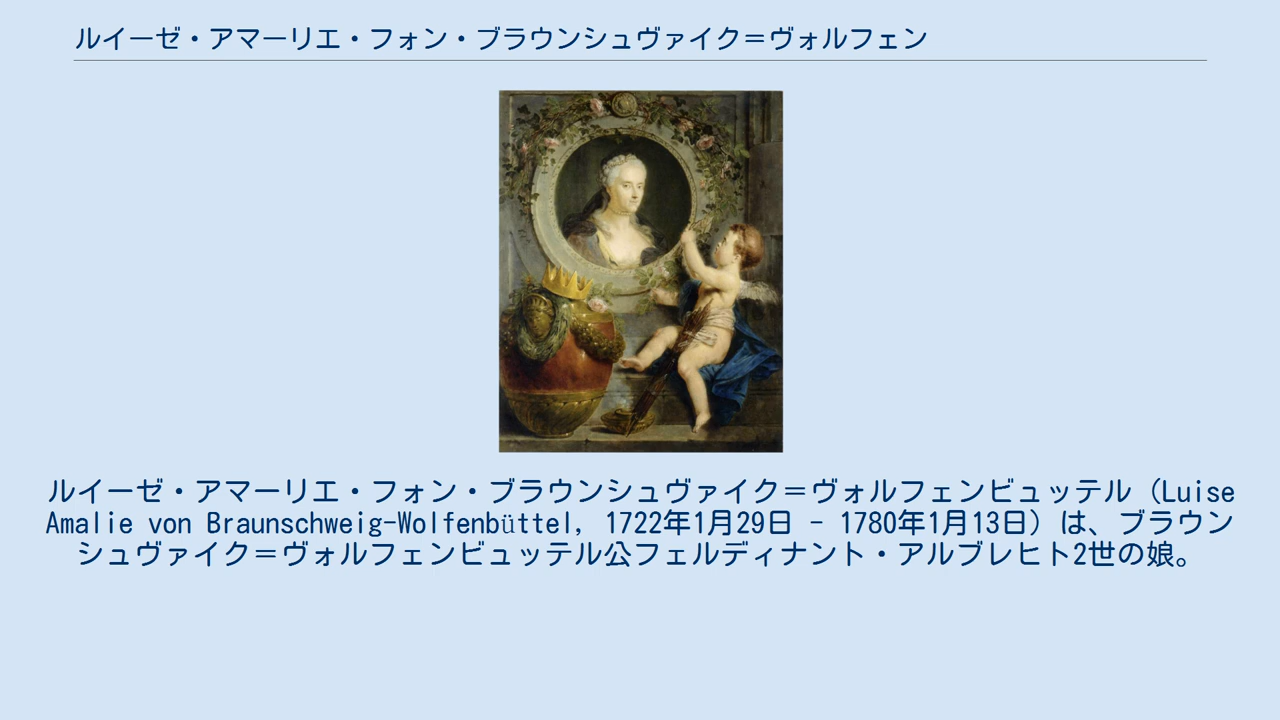 ルイーゼ・アマーリエ・フォン・ブラウンシュヴァイク＝ヴォルフェン
ルイーゼ・アマーリエ・フォン・ブラウンシュヴァイク＝ヴォルフェンビュッテル（Luise
Amalie von Braunschweig-Wolfenbüttel, 1722年1月29日 - 1780年1月13日）は、ブラウン
シュヴァイク＝ヴォルフェンビュッテル公フェルディナント・アルブレヒト2世の娘。